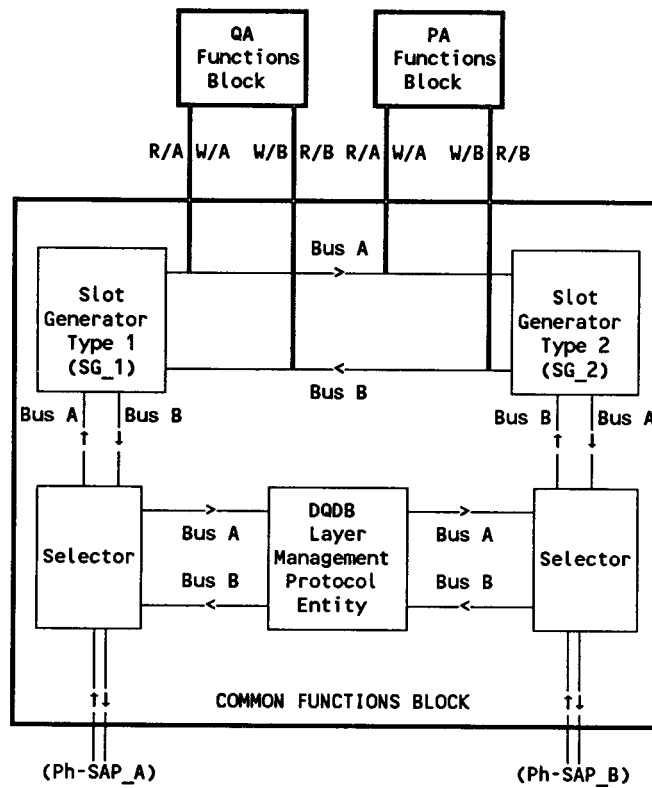 QA
Functions
Block
PA
Functions
Block
R/A W/A W/B R/B R/A W/A W/B R/B
Bus A
Slot
Generator
Type 1
(SG_1)
Slot
Generator
Type 2
(SG_2)
Bus B
Bus A Bus B
Bus B Bus A
Selector
Bus A
Bus B
DQDB
Layer
Management
Protocol
Entity
Bus A
Bus B
Selector
COMMON FUNCTIONS BLOCK
(Ph-SAP_A)
(Ph-SAP_B)